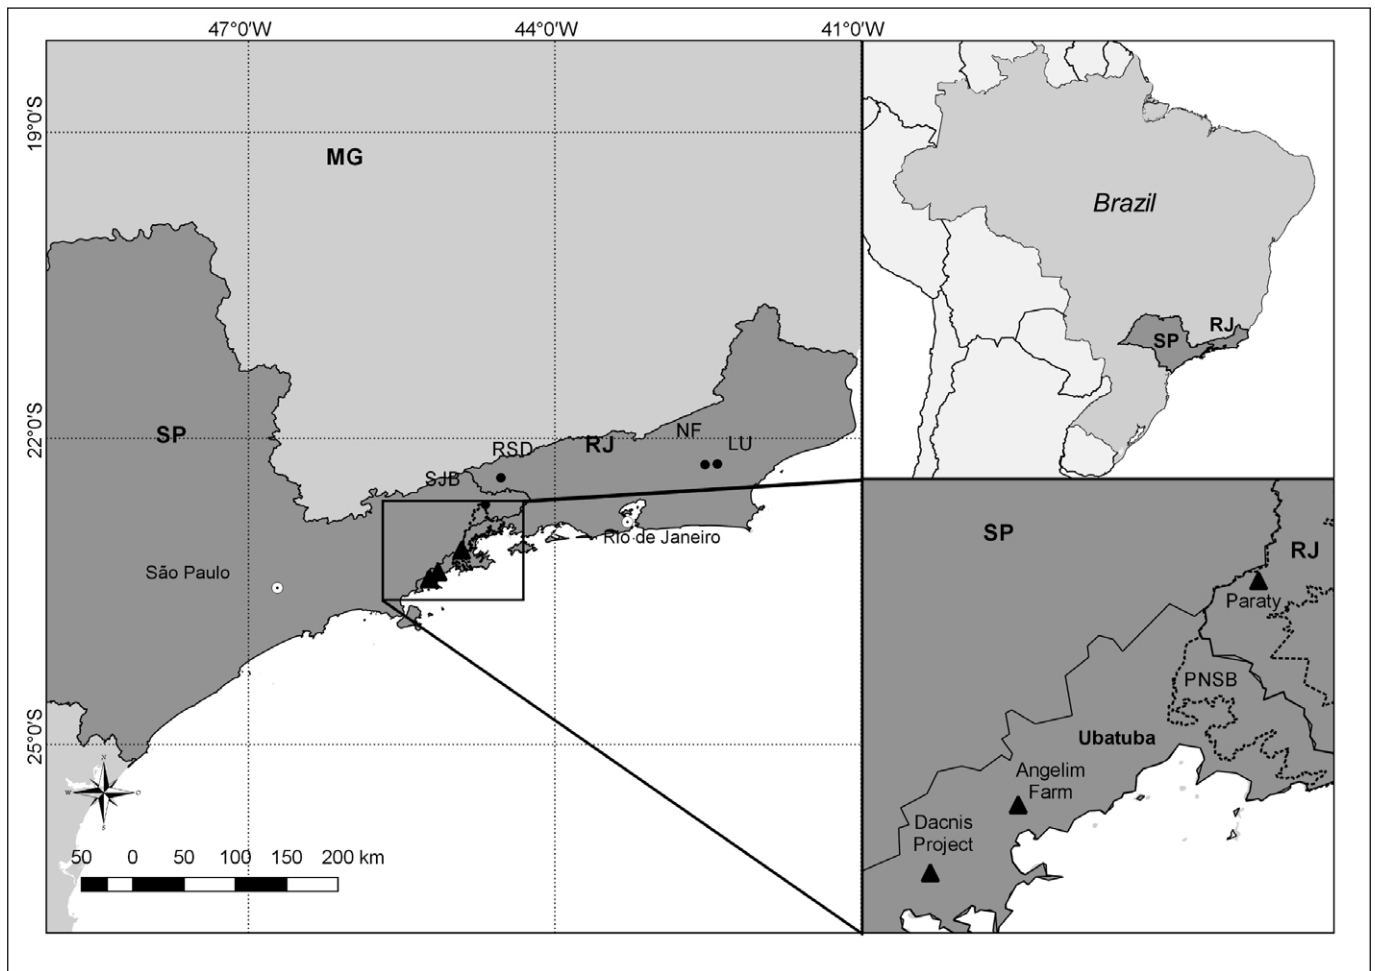 47°0'W 44°0'W 41°0'W
19°0'S
MG
Brazil
SP RJ
22°0'S
SP
RSD RJ NF LU
SJB
São Paulo
Rio de Janeiro
25°0'S
N
W O
S
50 0 50 100 150 200 km
SP
RJ
Paraty
PNSB
Ubatuba
Angelim
Farm
Dacnis
Project